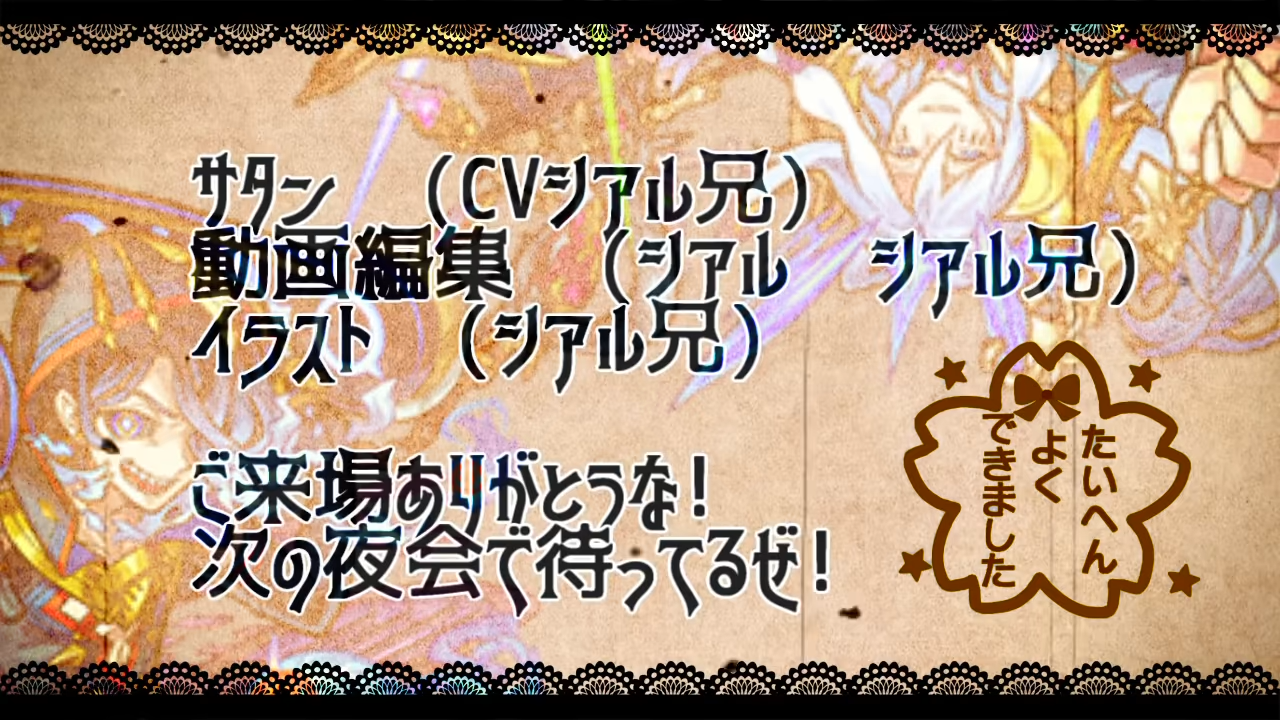 サタン　（CVシアル兄）
動画編集　（シアル　シアル兄）
イラスト　（シアル兄）
ご来場ありがとうな！
次の夜会で待ってるぜ！
たいへん
よく
できました